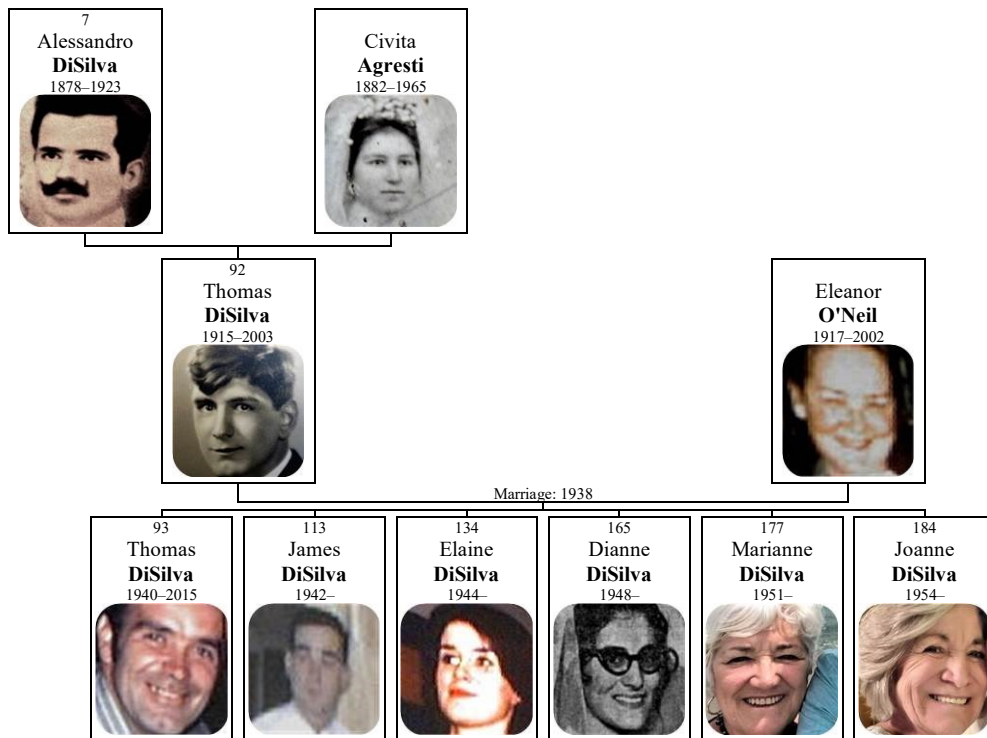 7
Alessandro
DiSilva
1878–1923
Civita
Agresti
1882–1965
92
Thomas
DiSilva
1915–2003
Eleanor
O'Neil
1917–2002
Marriage: 1938
93
Thomas
DiSilva
1940–2015
113
James
DiSilva
1942–
134
Elaine
DiSilva
1944–
165
Dianne
DiSilva
1948–
177
Marianne
DiSilva
1951–
184
Joanne
DiSilva
1954–